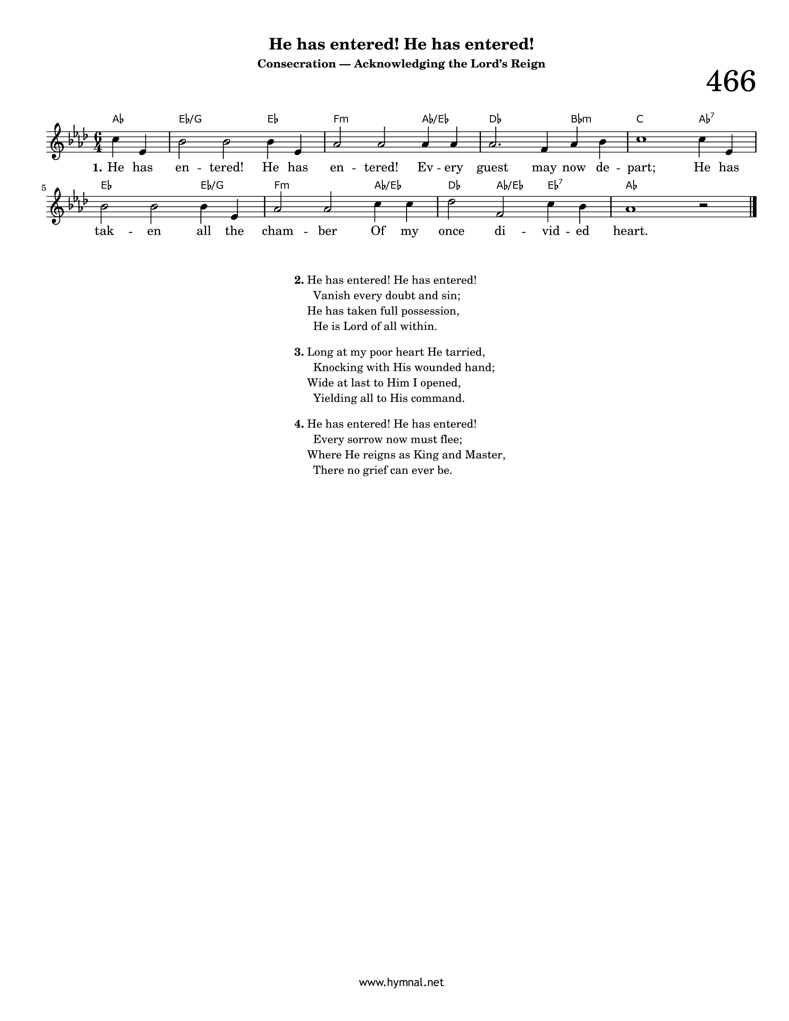 He has entered! He has entered!
Consecration — Acknowledging the Lord's Reign
466
A♭ E♭/G E♭ Fm A♭/E♭ D♭ B♭m C A♭7
6
4
1. He has en - tered! He has en - tered! Ev - ery guest may now de - part; He has
5
E♭ E♭/G Fm A♭/E♭ D♭ A♭/E♭ E♭7 A♭
tak - en all the cham - ber Of my once di - vid - ed heart.
2. He has entered! He has entered!
Vanish every doubt and sin;
He has taken full possession,
He is Lord of all within.
3. Long at my poor heart He tarried,
Knocking with His wounded hand;
Wide at last to Him I opened,
Yielding all to His command.
4. He has entered! He has entered!
Every sorrow now must flee;
Where He reigns as King and Master,
There no grief can ever be.
www.hymnal.net